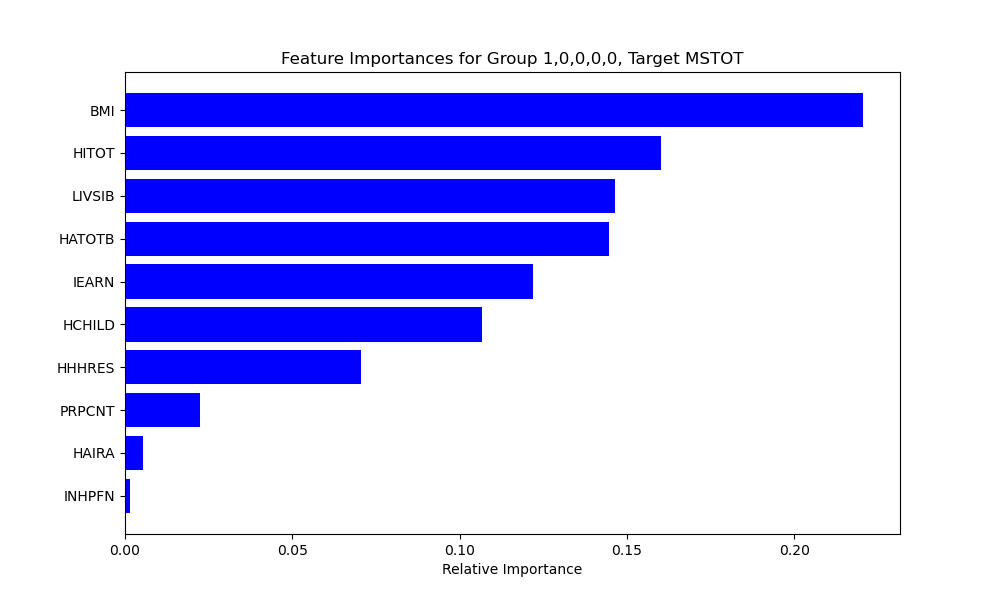 Feature Importances for Group 1,0,0,0,0, Target MSTOT
BMI
HITOT
LIVSIB
HATOTB
IEARN
HCHILD
HHHRES
PRPCNT
HAIRA
INHPFN
0.00 0.05 0.10 0.15 0.20
Relative Importance